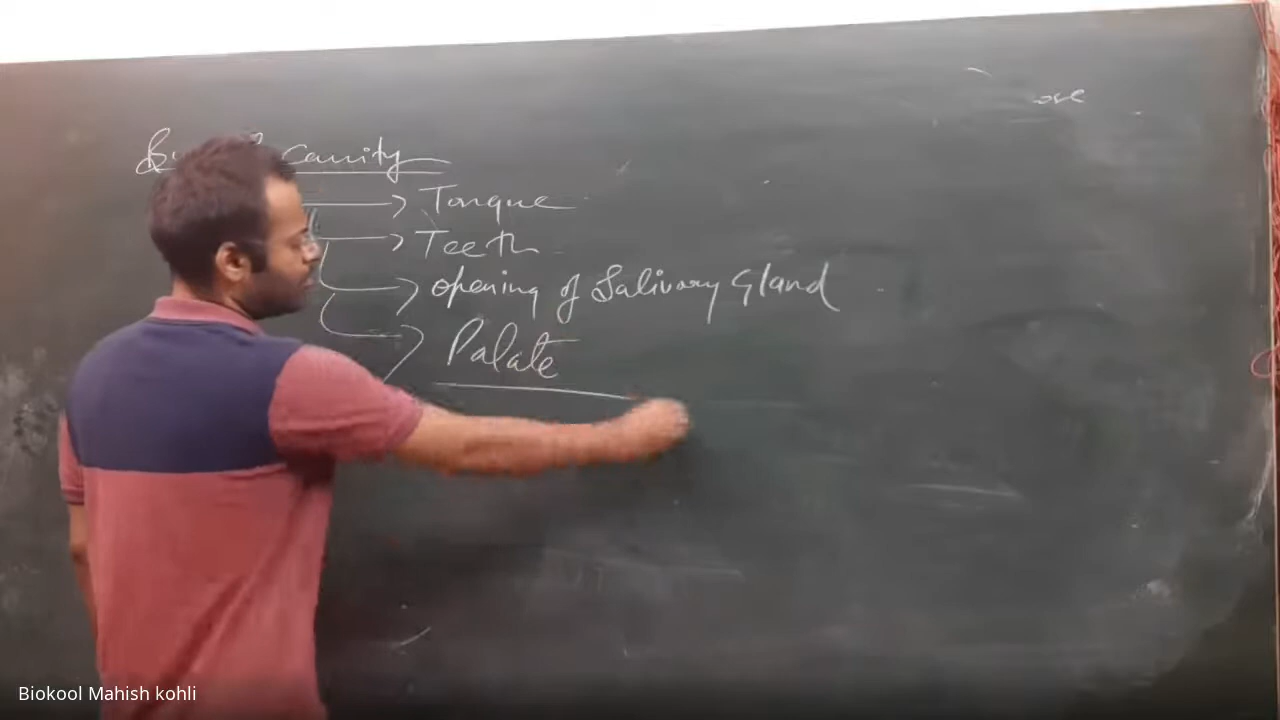 cavity
Tongue
Teeth
opening of Salivary Gland
Palate
Biokool Mahish kohli